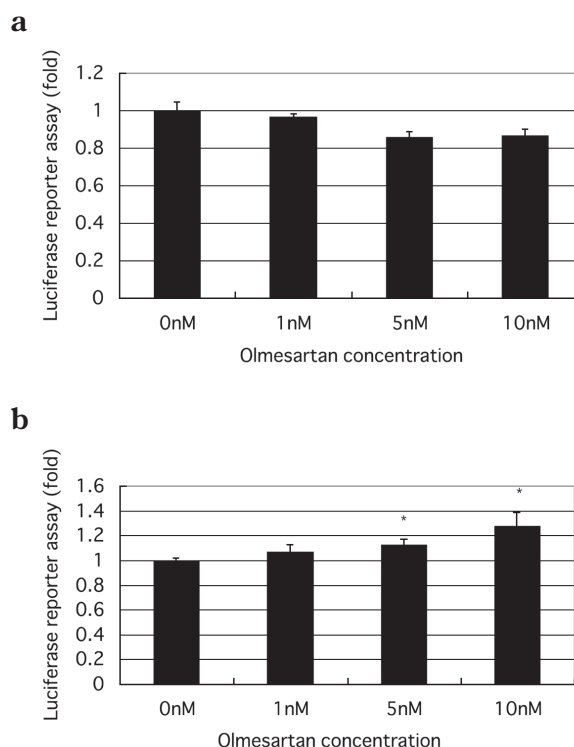 a
Luciferase reporter assay (fold)
1.2
1
0.8
0.6
0.4
0.2
0
0nM 1nM 5nM 10nM
Olmesartan concentration
b
Luciferase reporter assay (fold)
1.6
1.4
1.2
1
0.8
0.6
0.4
0.2
0
* *
0nM 1nM 5nM 10nM
Olmesartan concentration